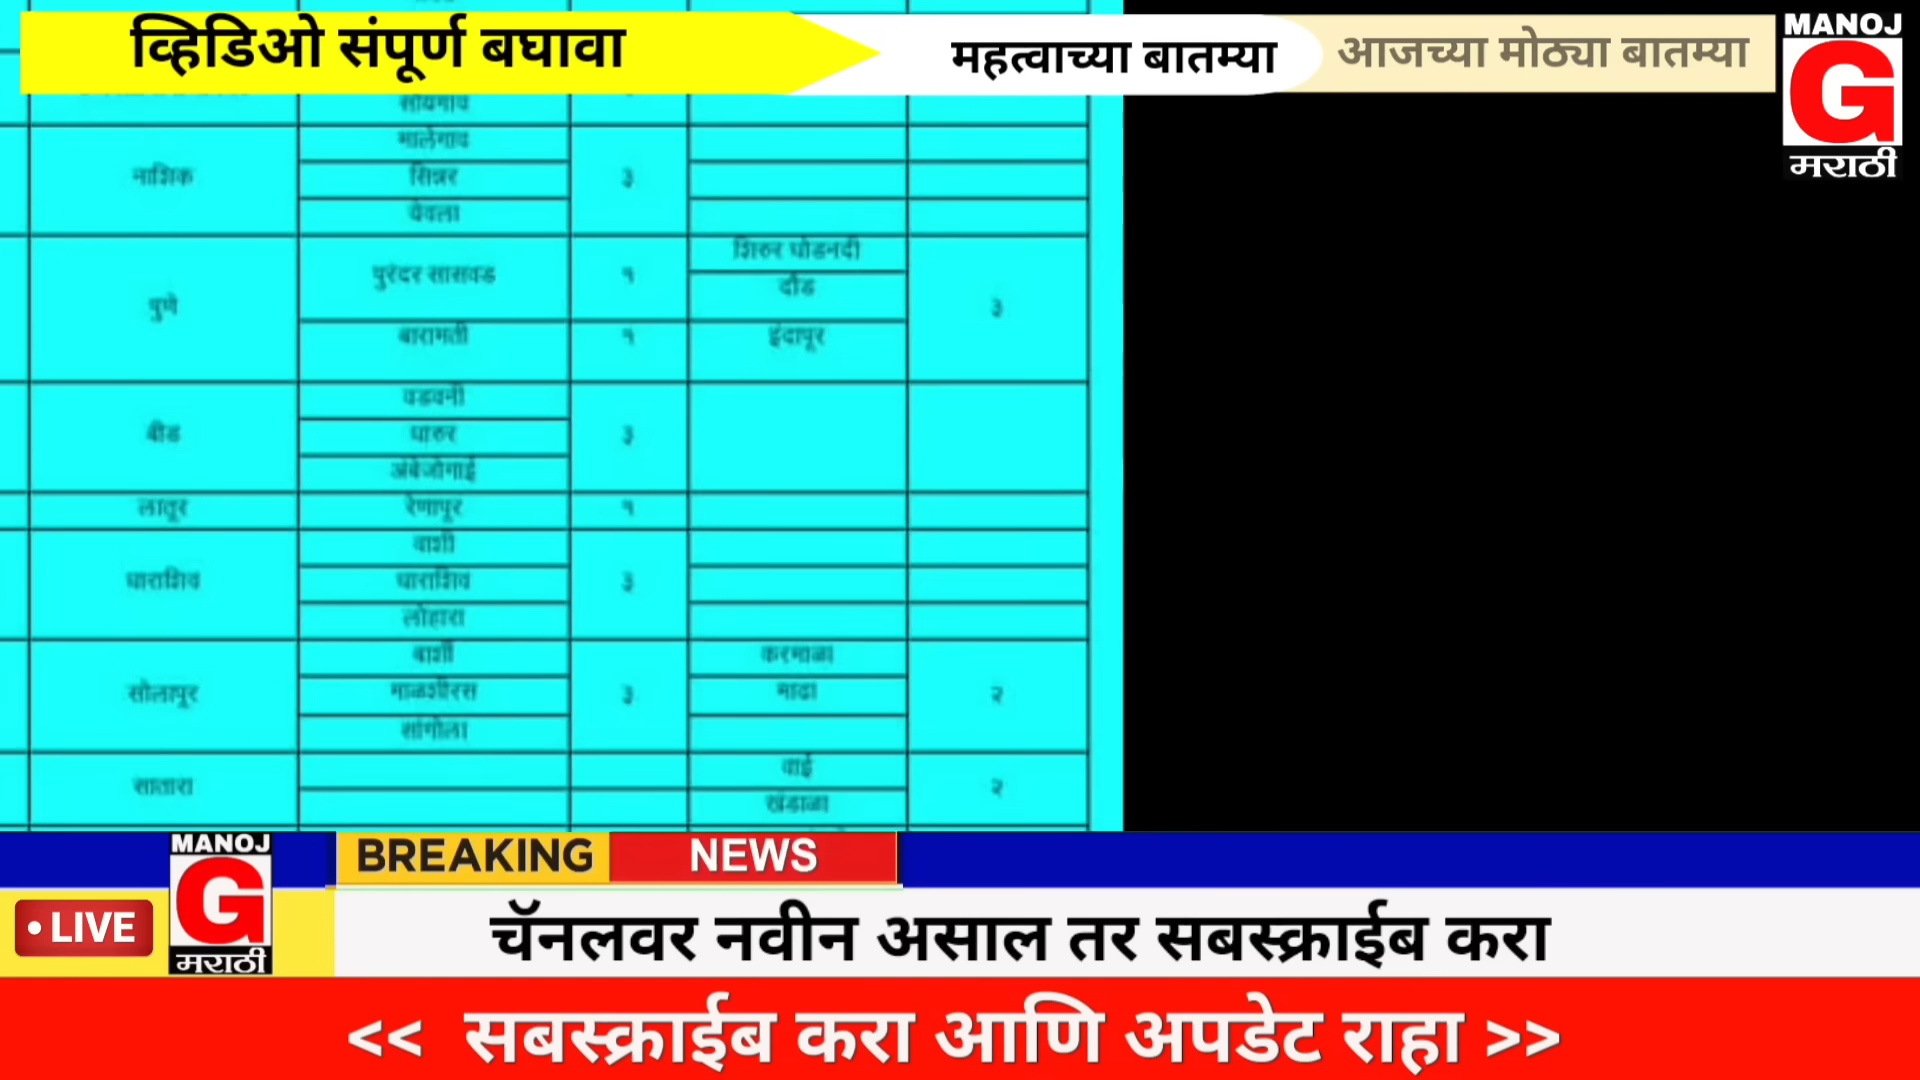 व्हिडिओ संपूर्ण बघावा
महत्वाच्या बातम्या
आजच्या मोठ्या बातम्या
MANOJ
G
मराठी
सोयगाव
नाशिक
मालेगाव
सिन्नर
येवला
३
पुणे
पुरंदर सासवड
१
शिरुर घोडनदी
दौंड
बारामती
१
इंदापूर
३
बीड
वडवनी
धारुर
अंबेजोगाई
३
लातूर
रेणापूर
१
धाराशिव
वाशी
धाराशिव
लोहारा
३
सोलापूर
बार्शी
माळशीरस
सांगोला
३
करमाळा
माढा
२
सातारा
वाई
खंडाळा
२
MANOJ
G
मराठी
BREAKING NEWS
• LIVE
चॅनलवर नवीन असाल तर सबस्क्राईब करा
<< सबस्क्राईब करा आणि अपडेट राहा >>